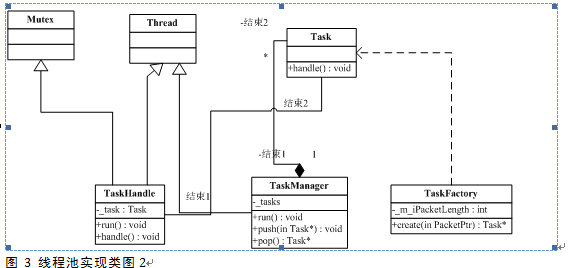 Mutex
Thread
-结束2
*
Task
+handle() : void
结束2
-结束1
1
结束1
TaskHandle
-_task : Task
+run() : void
+handle() : void
TaskManager
-_tasks
+run() : void
+push(in Task*) : void
+pop() : Task*
TaskFactory
-_m_iPacketLength : int
+create(in PacketPtr) : Task*
图 3 线程池实现类图 2